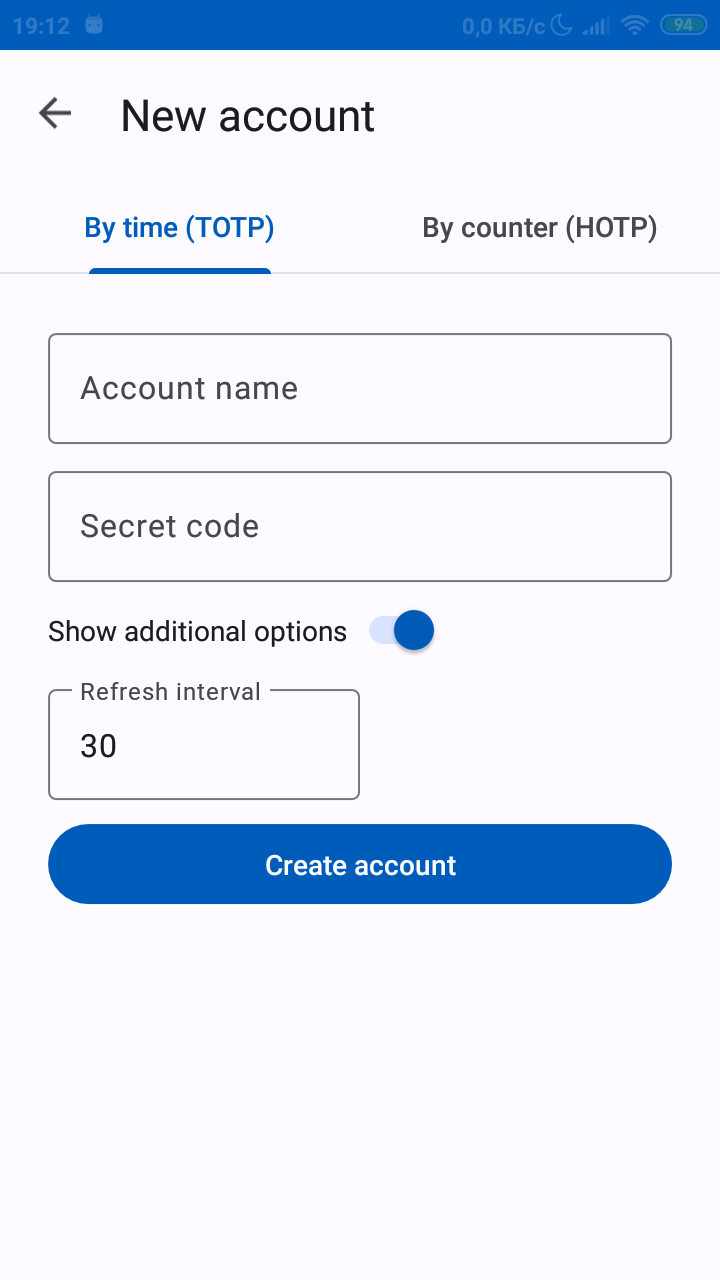 19:12 0,0 КБ/с 94
New account
By time (TOTP) By counter (HOTP)
Account name
Secret code
Show additional options
Refresh interval
30
Create account